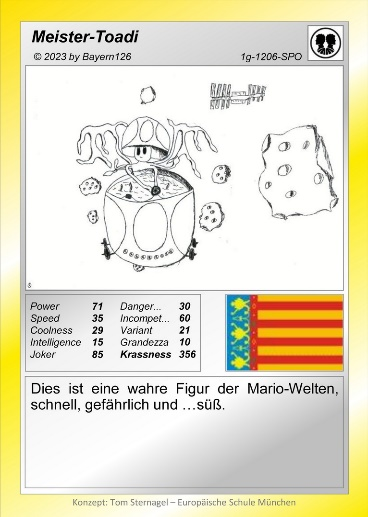 Meister-Toadi
© 2023 by Bayern126 1g-1206-SPO
Power 71 Danger... 30
Speed 35 Incompet... 60
Coolness 29 Variant 21
Intelligence 15 Grandezza 10
Joker 85 Krassness 356
Dies ist eine wahre Figur der Mario-Welten,
schnell, gefährlich und ...süß.
Konzept: Tom Sternagel – Europäische Schule München